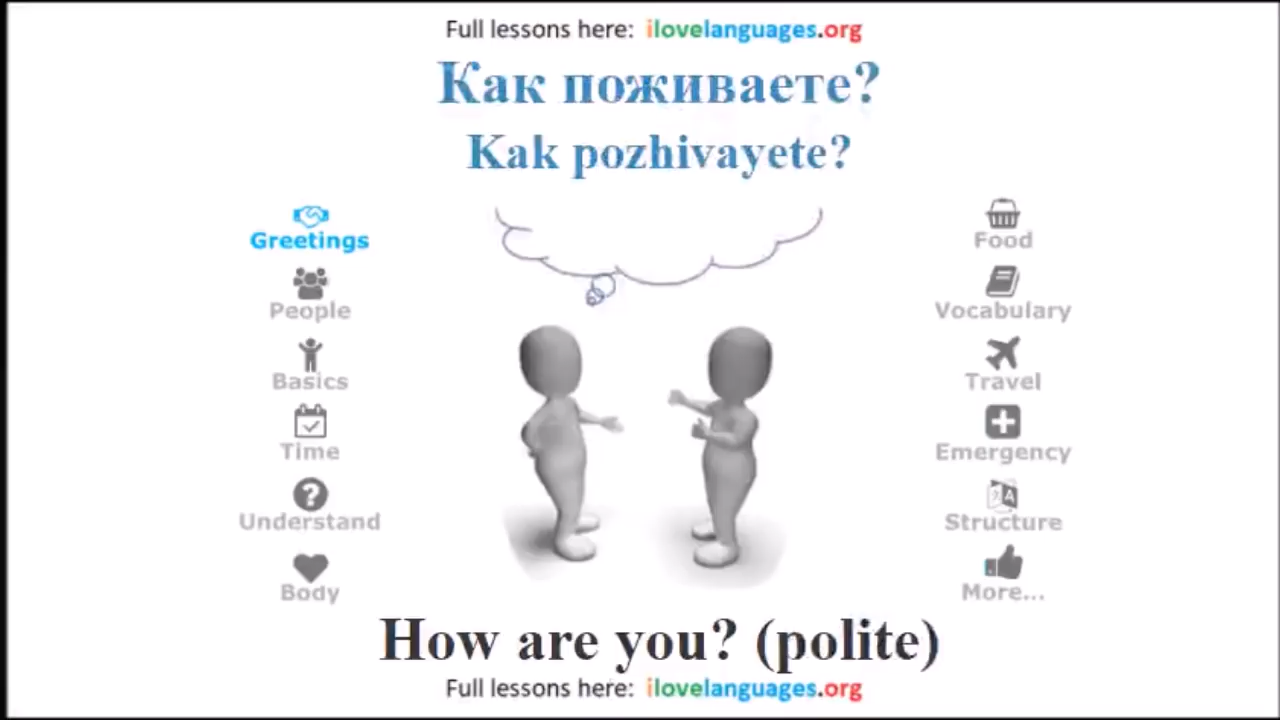 Full lessons here: ilovelanguages.org
Как поживаете?
Kak pozhivayete?
Greetings
People
Basics
Time
Understand
Body
Food
Vocabulary
Travel
Emergency
Structure
More...
How are you? (polite)
Full lessons here: ilovelanguages.org